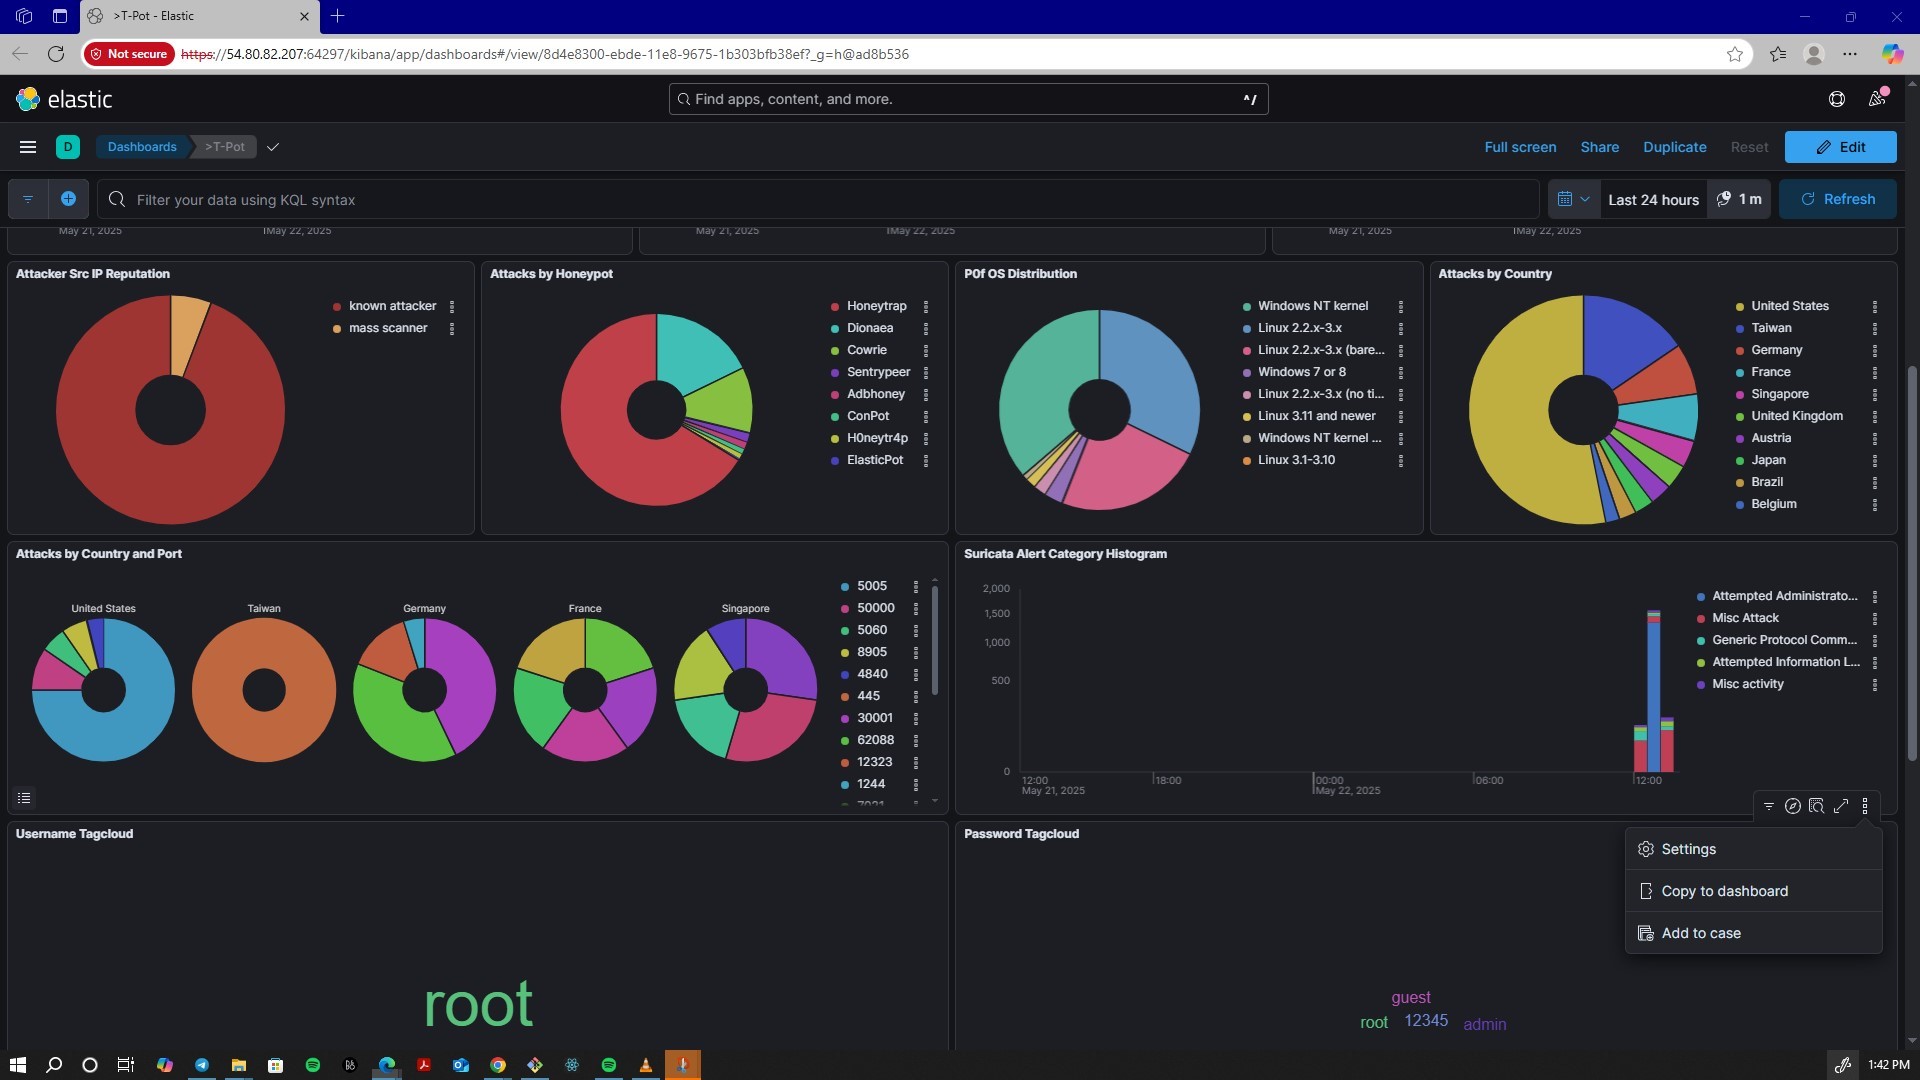 >T-Pot - Elastic
Not secure https://54.80.82.207:64297/kibana/app/dashboards#/view/8d4e8300-ebde-11e8-9675-1b303bfb38ef?_g=h@ad8b536
elastic
Find apps, content, and more.
^/
D Dashboards >T-Pot
Full screen Share Duplicate Reset Edit
Filter your data using KQL syntax
Last 24 hours 1 m Refresh
May 21, 2025 May 22, 2025 May 21, 2025 May 22, 2025 May 21, 2025 May 22, 2025
Attacker Src IP Reputation
known attacker
mass scanner
Attacks by Honeypot
Honeytrap
Dionaea
Cowrie
Sentrypeer
Adbhoney
ConPot
H0neytr4p
ElasticPot
P0f OS Distribution
Windows NT kernel
Linux 2.2.x-3.x
Linux 2.2.x-3.x (bare...
Windows 7 or 8
Linux 2.2.x-3.x (no ti...
Linux 3.11 and newer
Windows NT kernel ...
Linux 3.1-3.10
Attacks by Country
United States
Taiwan
Germany
France
Singapore
United Kingdom
Austria
Japan
Brazil
Belgium
Attacks by Country and Port
United States Taiwan Germany France Singapore
5005
50000
5060
8905
4840
445
30001
62088
12323
1244
Suricata Alert Category Histogram
2,000
1,500
1,000
500
0
12:00 18:00 00:00 06:00 12:00
May 21, 2025 May 22, 2025
Attempted Administrato...
Misc Attack
Generic Protocol Comm...
Attempted Information L...
Misc activity
Username Tagcloud
root
Password Tagcloud
guest
root 12345 admin
Settings
Copy to dashboard
Add to case
1:42 PM